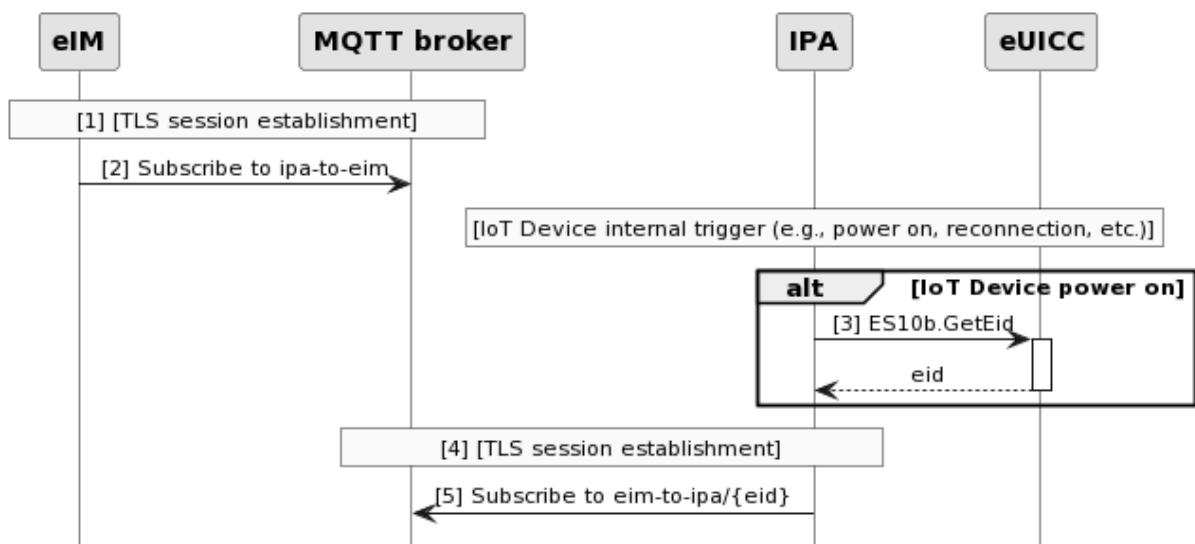 eIM
MQTT broker
IPA
eUICC
[1] [TLS session establishment]
[2] Subscribe to ipa-to-eim
[IoT Device internal trigger (e.g., power on, reconnection, etc.)]
alt
[IoT Device power on]
[3] ES10b.GetEid
eid
[4] [TLS session establishment]
[5] Subscribe to eim-to-ipa/{eid}